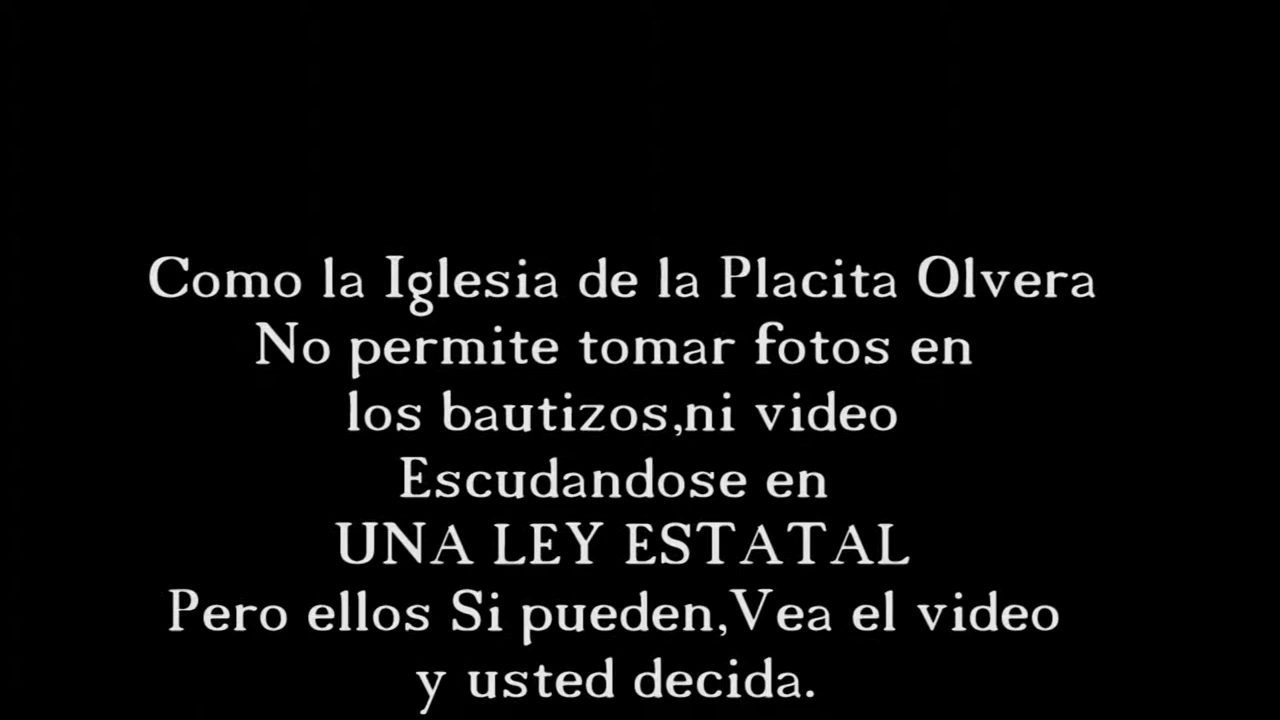 Como la Iglesia de la Placita Olvera
No permite tomar fotos en
los bautizos,ni video
Escudandose en
UNA LEY ESTATAL
Pero ellos Si pueden,Vea el video
y usted decida.